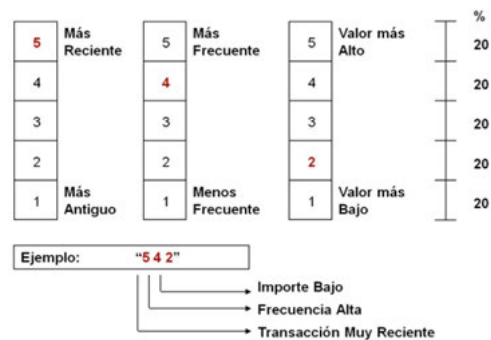 %
5 Más Reciente 5 Más Frecuente 5 Valor más Alto 20
4 4 4 20
3 3 3 20
2 2 2 20
1 Más Antiguo 1 Menos Frecuente 1 Valor más Bajo 20
Ejemplo: “5 4 2”
Importe Bajo
Frecuencia Alta
Transacción Muy Reciente